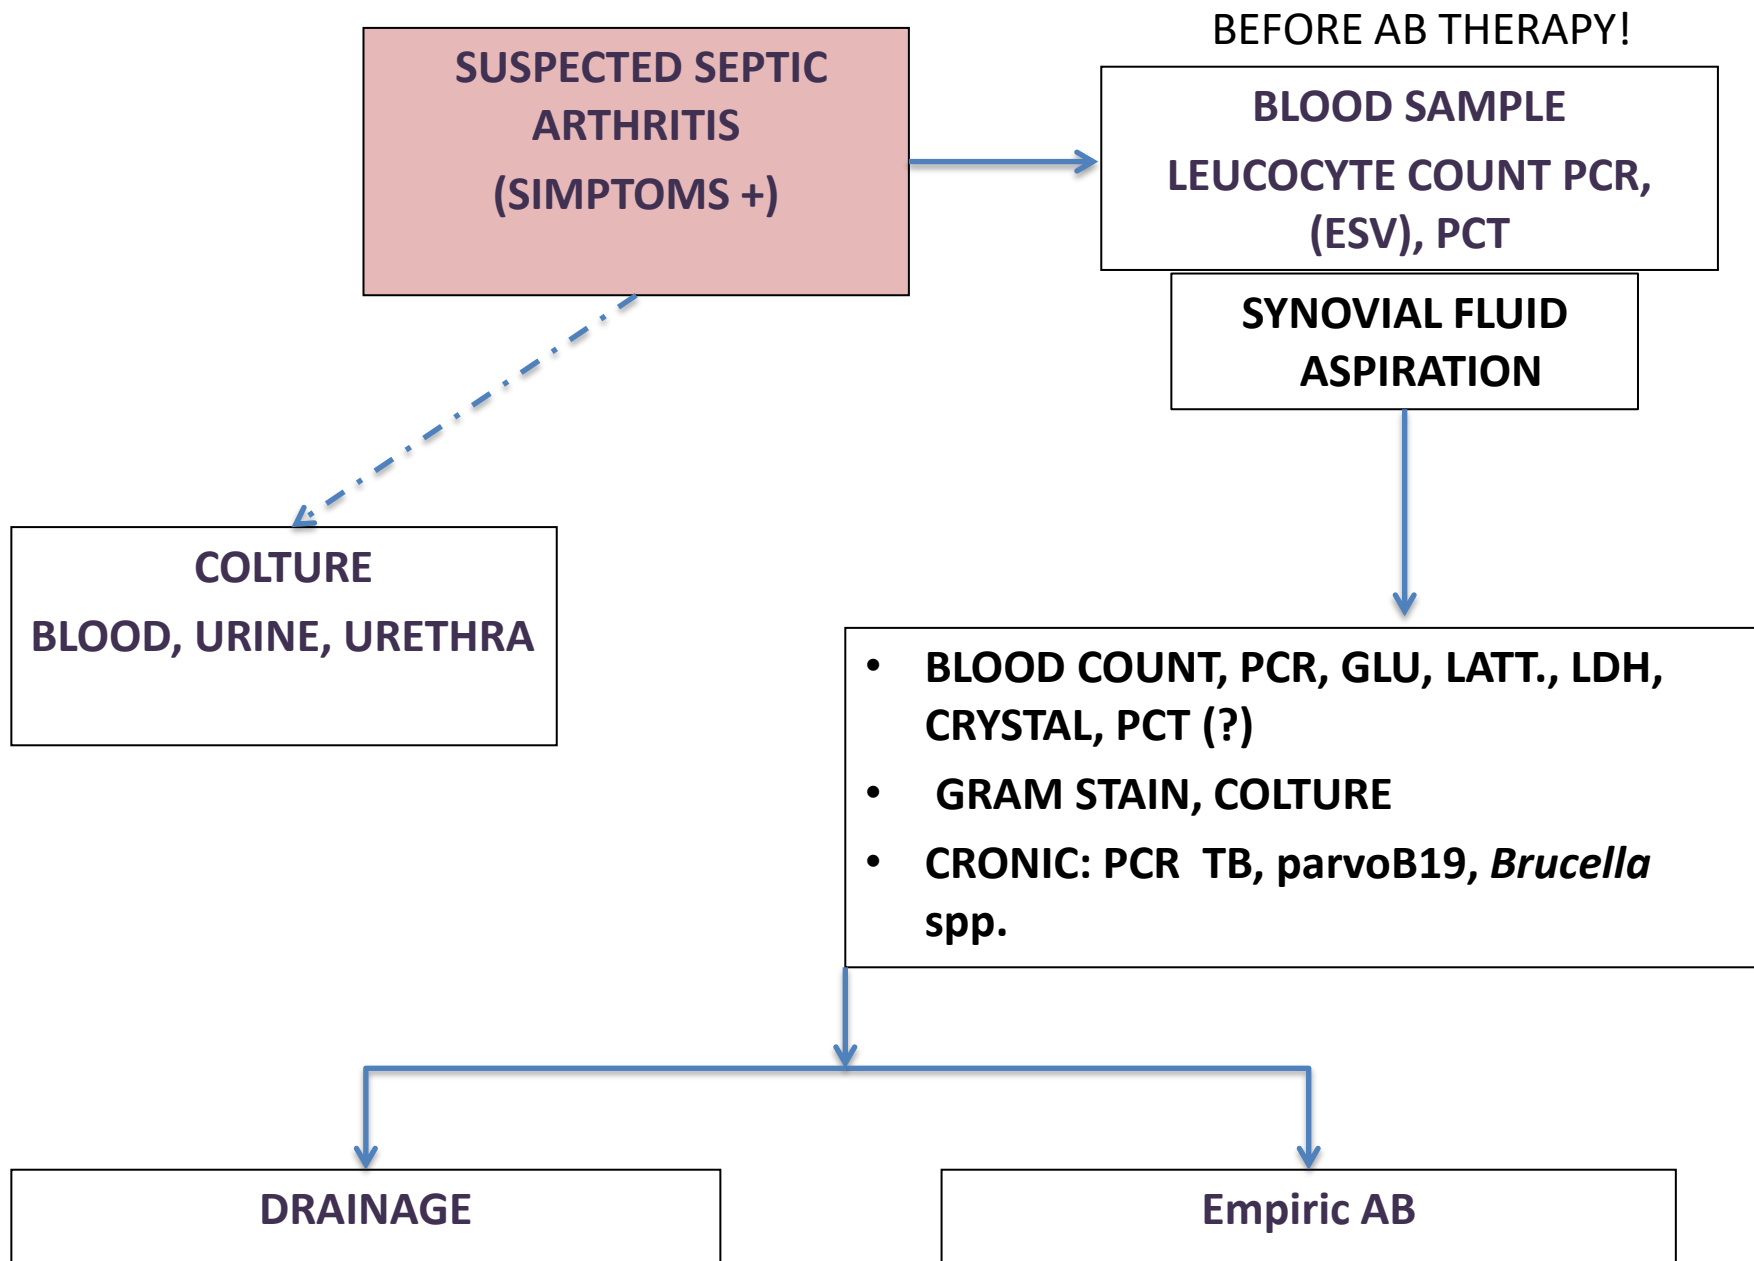 BEFORE AB THERAPY!
SUSPECTED SEPTIC
ARTHRITIS
(SIMPTOMS +)
BLOOD SAMPLE
LEUCOCYTE COUNT PCR,
(ESV), PCT
SYNOVIAL FLUID
ASPIRATION
COLTURE
BLOOD, URINE, URETHRA
• BLOOD COUNT, PCR, GLU, LATT., LDH,
CRYSTAL, PCT (?)
• GRAM STAIN, COLTURE
• CRONIC: PCR TB, parvoB19, Brucella
spp.
DRAINAGE
Empiric AB